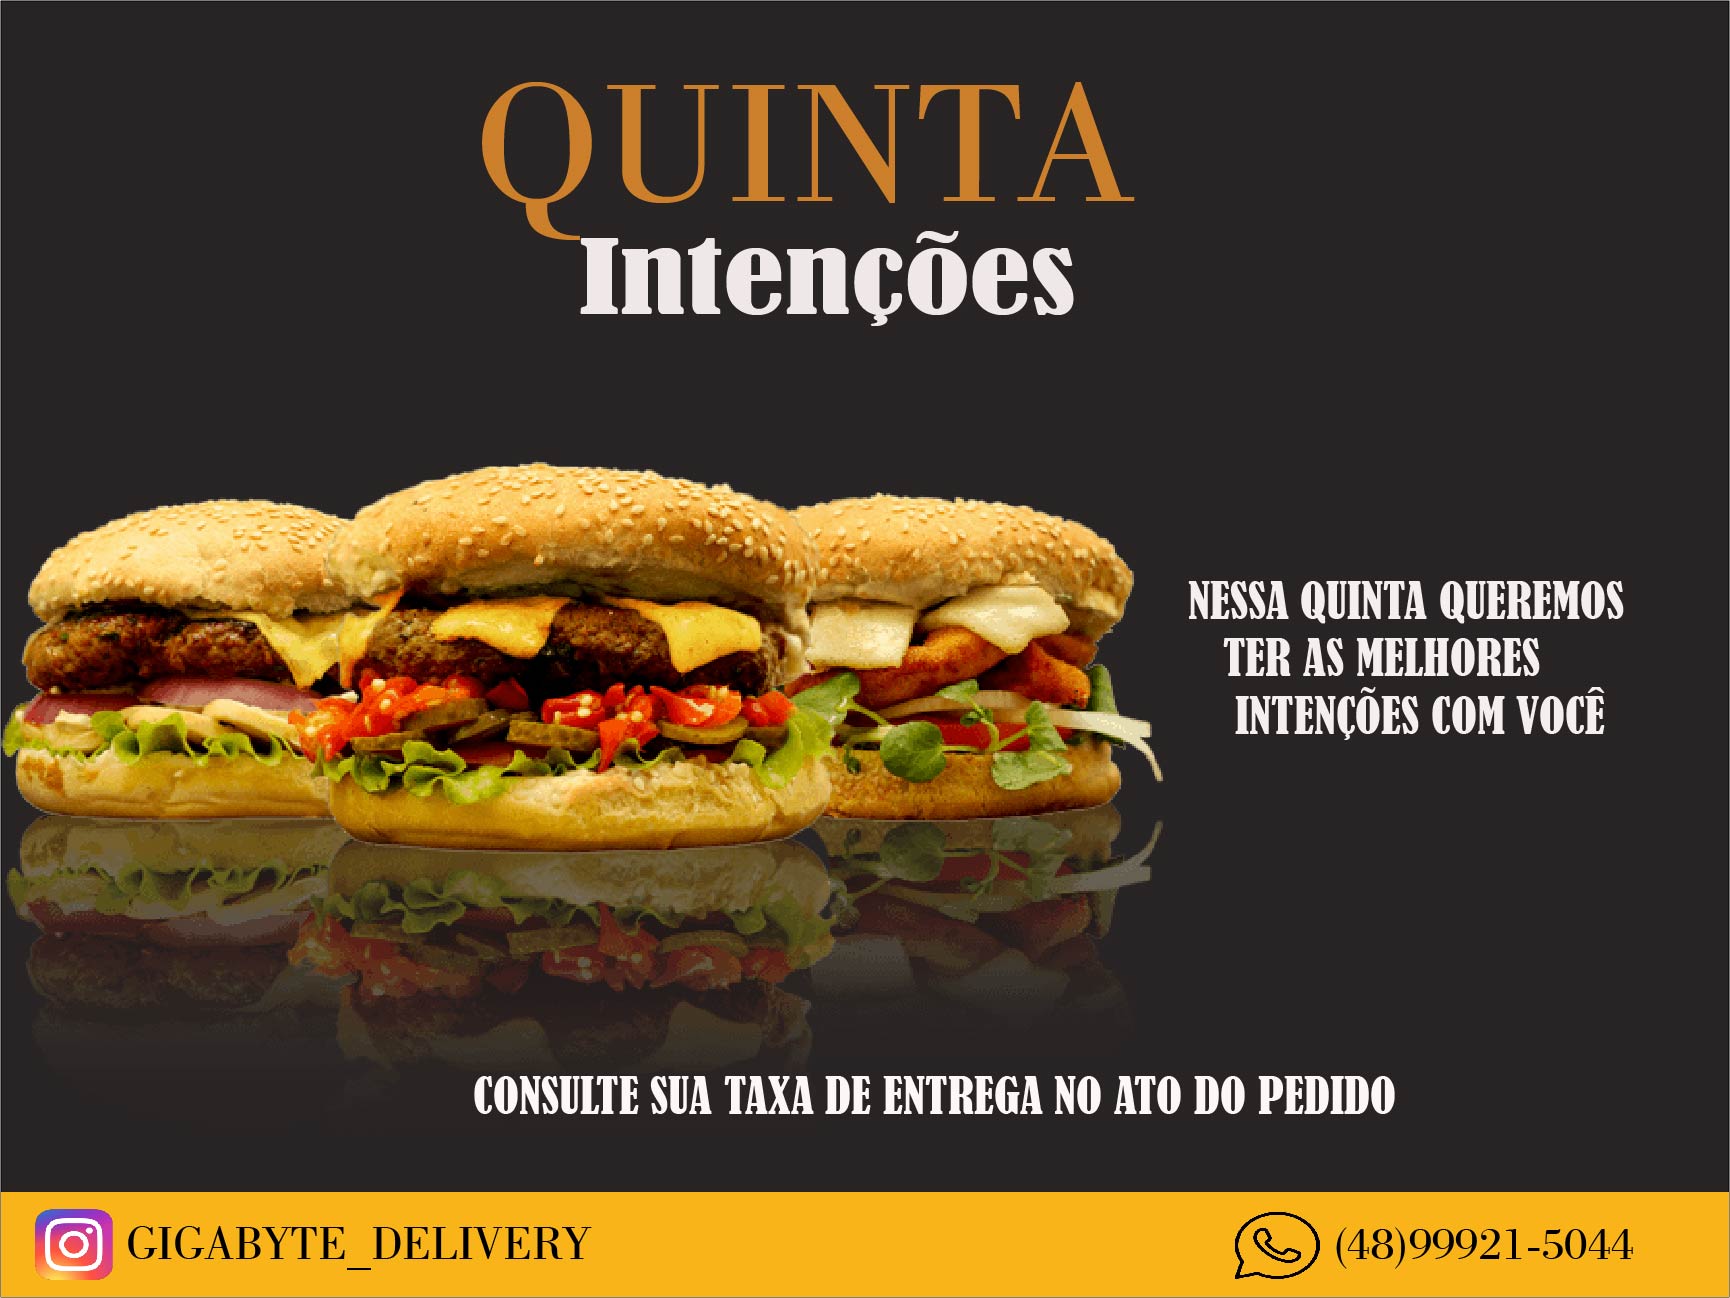 QUINTA
Intenções
NESSA QUINTA QUEREMOS
TER AS MELHORES
INTENÇÕES COM VOCÊ
CONSULTE SUA TAXA DE ENTREGA NO ATO DO PEDIDO
GIGABYTE_DELIVERY
(48)99921-5044